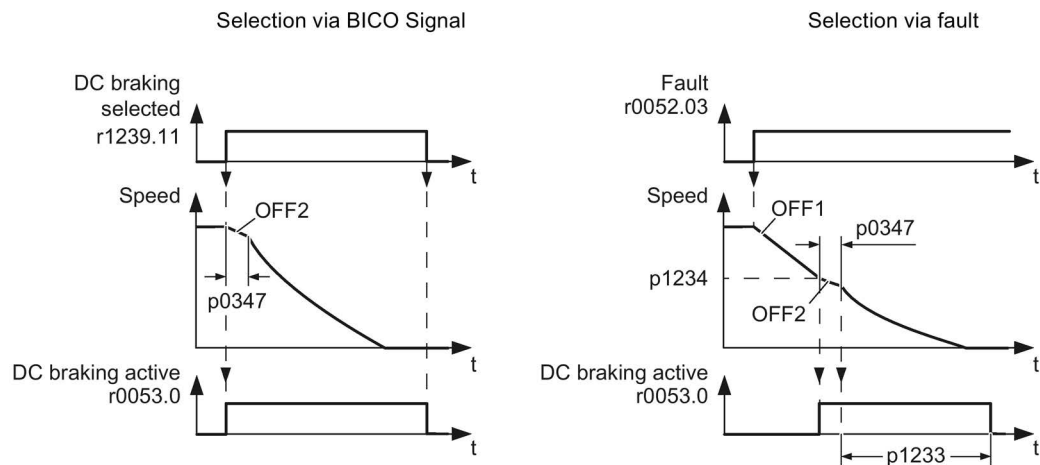 Selection via BICO Signal
DC braking
selected
r1239.11
t
Speed
OFF2
p0347
t
DC braking active
r0053.0
t
Selection via fault
Fault
r0052.03
t
Speed
OFF1
p0347
p1234
OFF2
t
DC braking active
r0053.0
t
p1233